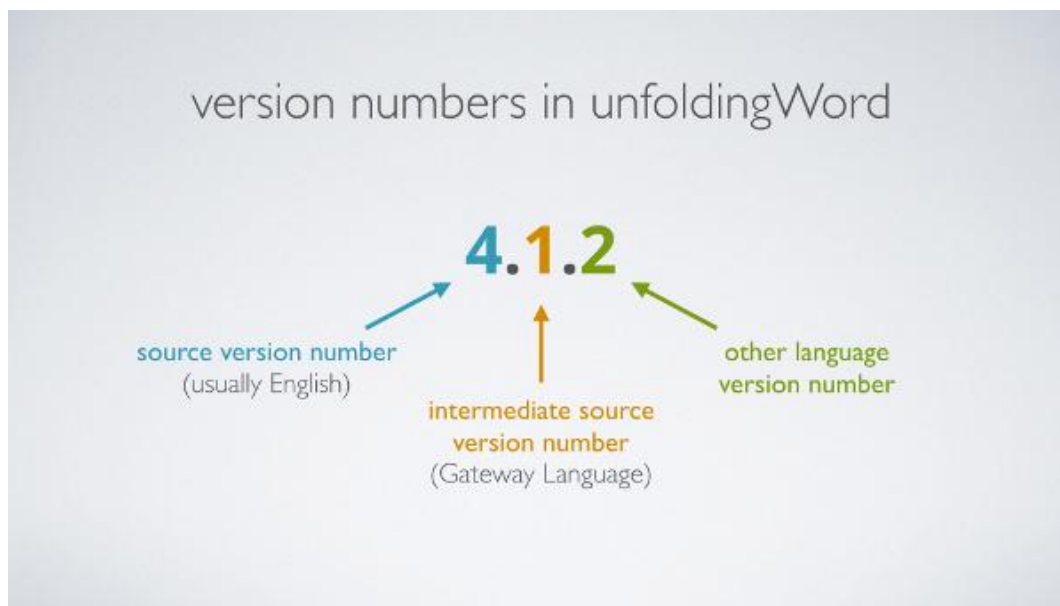 version numbers in unfoldingWord
4.1.2
source version number
(usually English)
intermediate source
version number
(Gateway Language)
other language
version number